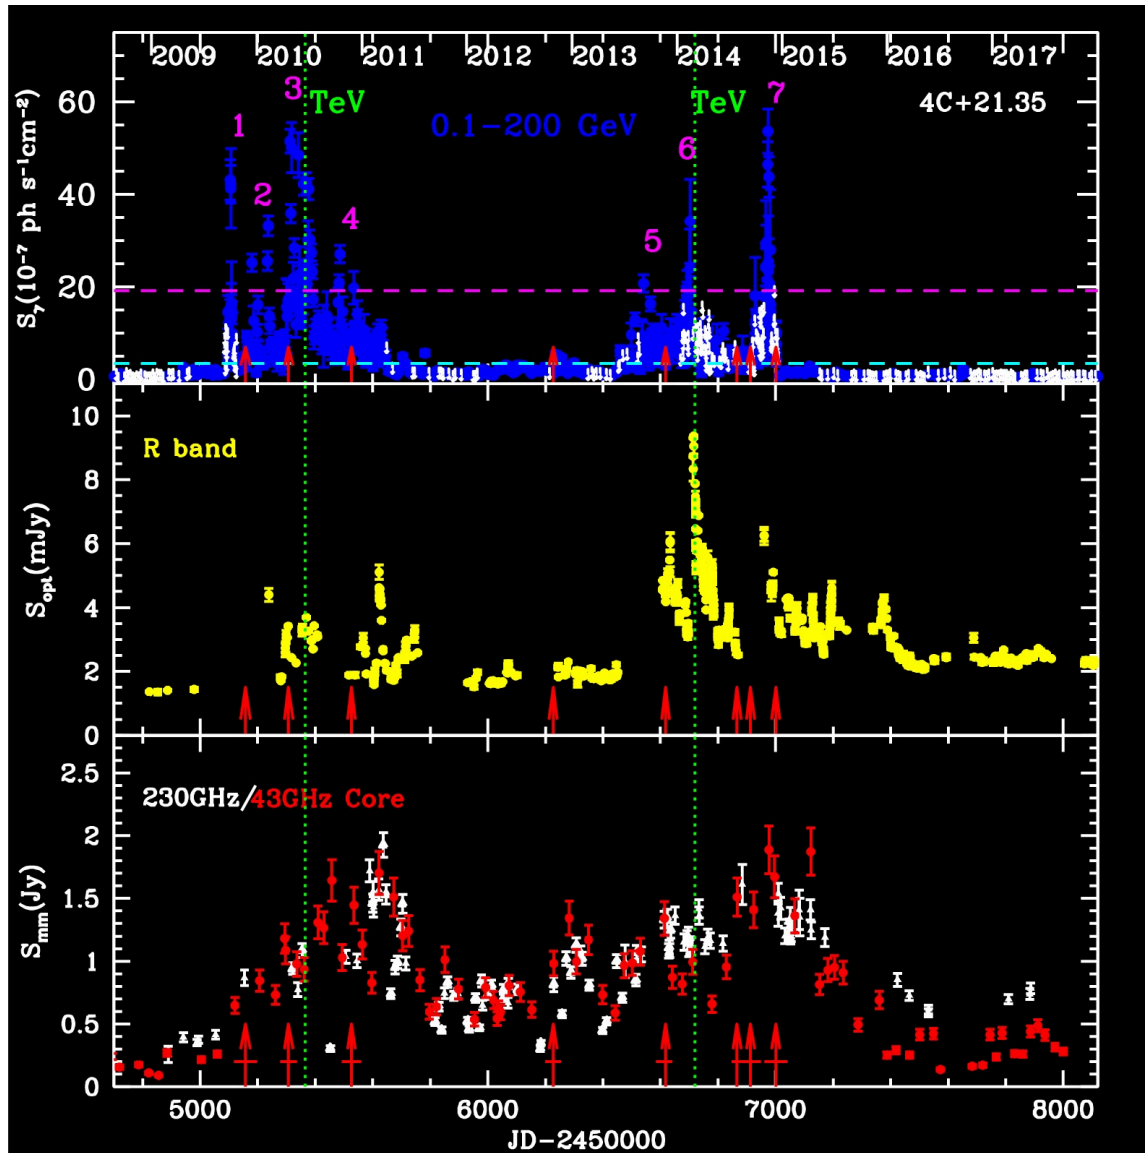 2009 2010 2011 2012 2013 2014 2015 2016 2017
3 7
TeV TeV 4C+21.35
1 0.1−200 GeV
6
2
4
5
S₇(10⁻⁷ ph s⁻¹cm⁻²)
60
40
20
0
R band
S_opt(mJy)
10
8
6
4
2
0
230GHz/43GHz Core
S_mm(Jy)
2.5
2
1.5
1
0.5
0
5000 6000 7000 8000
JD−2450000